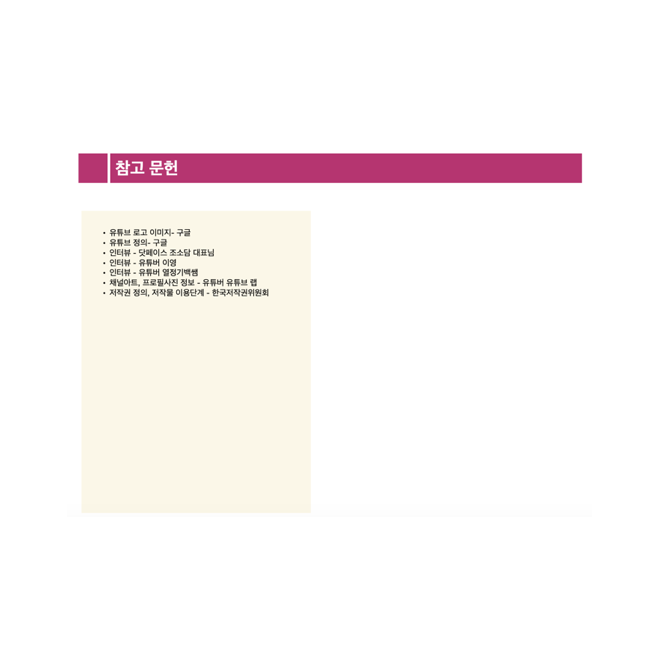 참고 문헌
• 유튜브 로고 이미지- 구글
• 유튜브 정의- 구글
• 인터뷰 - 닷페이스 조소담 대표님
• 인터뷰 - 유튜버 이영
• 인터뷰 - 유튜버 열정기백쌤
• 채널아트, 프로필사진 정보 - 유튜버 유튜브 랩
• 저작권 정의, 저작물 이용단계 - 한국저작권위원회